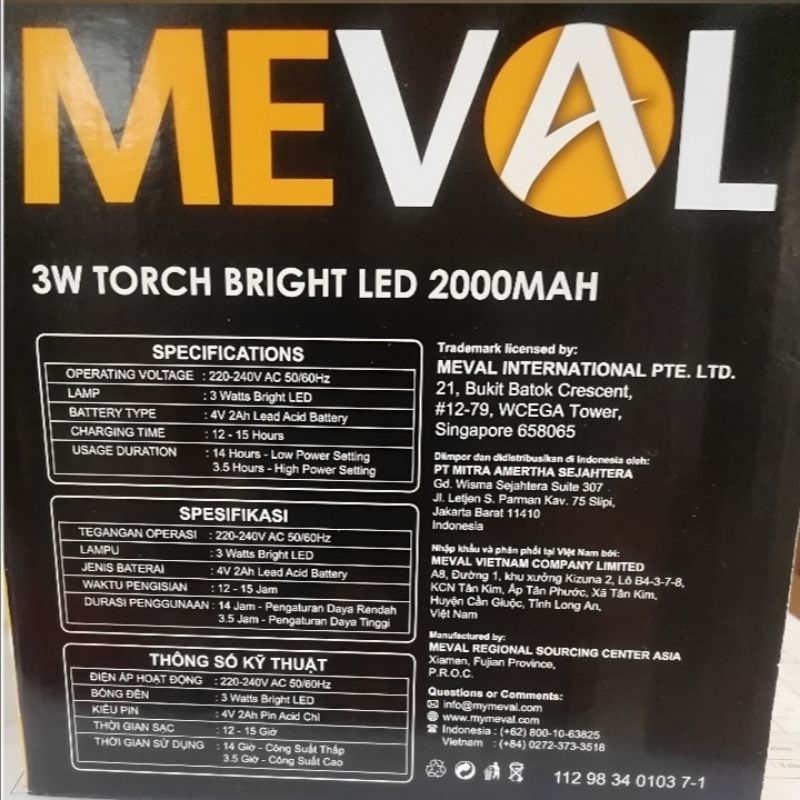 MEVAL
3W TORCH BRIGHT LED 2000MAH
SPECIFICATIONS
OPERATING VOLTAGE : 220-240V AC 50/60Hz
LAMP : 3 Watts Bright LED
BATTERY TYPE : 4V 2Ah Lead Acid Battery
CHARGING TIME : 12 - 15 Hours
USAGE DURATION : 14 Hours - Low Power Setting
3.5 Hours - High Power Setting
SPESIFIKASI
TEGANGAN OPERASI : 220-240V AC 50/60Hz
LAMPU : 3 Watts Bright LED
JENIS BATERAI : 4V 2Ah Lead Acid Battery
WAKTU PENGISIAN : 12 - 15 Jam
DURASI PENGGUNAAN : 14 Jam - Pengaturan Daya Rendah
3.5 Jam - Pengaturan Daya Tinggi
THÔNG SỐ KỸ THUẬT
ĐIỆN ÁP HOẠT ĐỘNG : 220-240V AC 50/60Hz
BÓNG ĐÈN : 3 Watts Bright LED
KIỂU PIN : 4V 2Ah Pin Acid Chì
THỜI GIAN SẠC : 12 - 15 Giờ
THỜI GIAN SỬ DỤNG : 14 Giờ - Công Suất Thấp
3.5 Giờ - Công Suất Cao
Trademark licensed by:
MEVAL INTERNATIONAL PTE. LTD.
21, Bukit Batok Crescent,
#12-79, WCEGA Tower,
Singapore 658065
Diimpor dan didistribusikan di Indonesia oleh:
PT MITRA AMERTHA SEJAHTERA
Gd. Wisma Sejahtera Suite 307
Jl. Letjen S. Parman Kav. 75 Slipi,
Jakarta Barat 11410
Indonesia
Nhập khẩu và phân phối tại Việt Nam bởi:
MEVAL VIETNAM COMPANY LIMITED
A8, Đường 1, khu xưởng Kizuna 2, Lô B4-3-7-8,
KCN Tân Kim, Ấp Tân Phước, Xã Tân Kim,
Huyện Cần Giuộc, Tỉnh Long An,
Việt Nam
Manufactured by:
MEVAL REGIONAL SOURCING CENTER ASIA
Xiamen, Fujian Province,
P.R.O.C.
Questions or Comments:
info@mymeval.com
www.mymeval.com
Indonesia : (+62) 800-10-63825
Vietnam : (+84) 0272-373-3518
112 98 34 0103 7-1